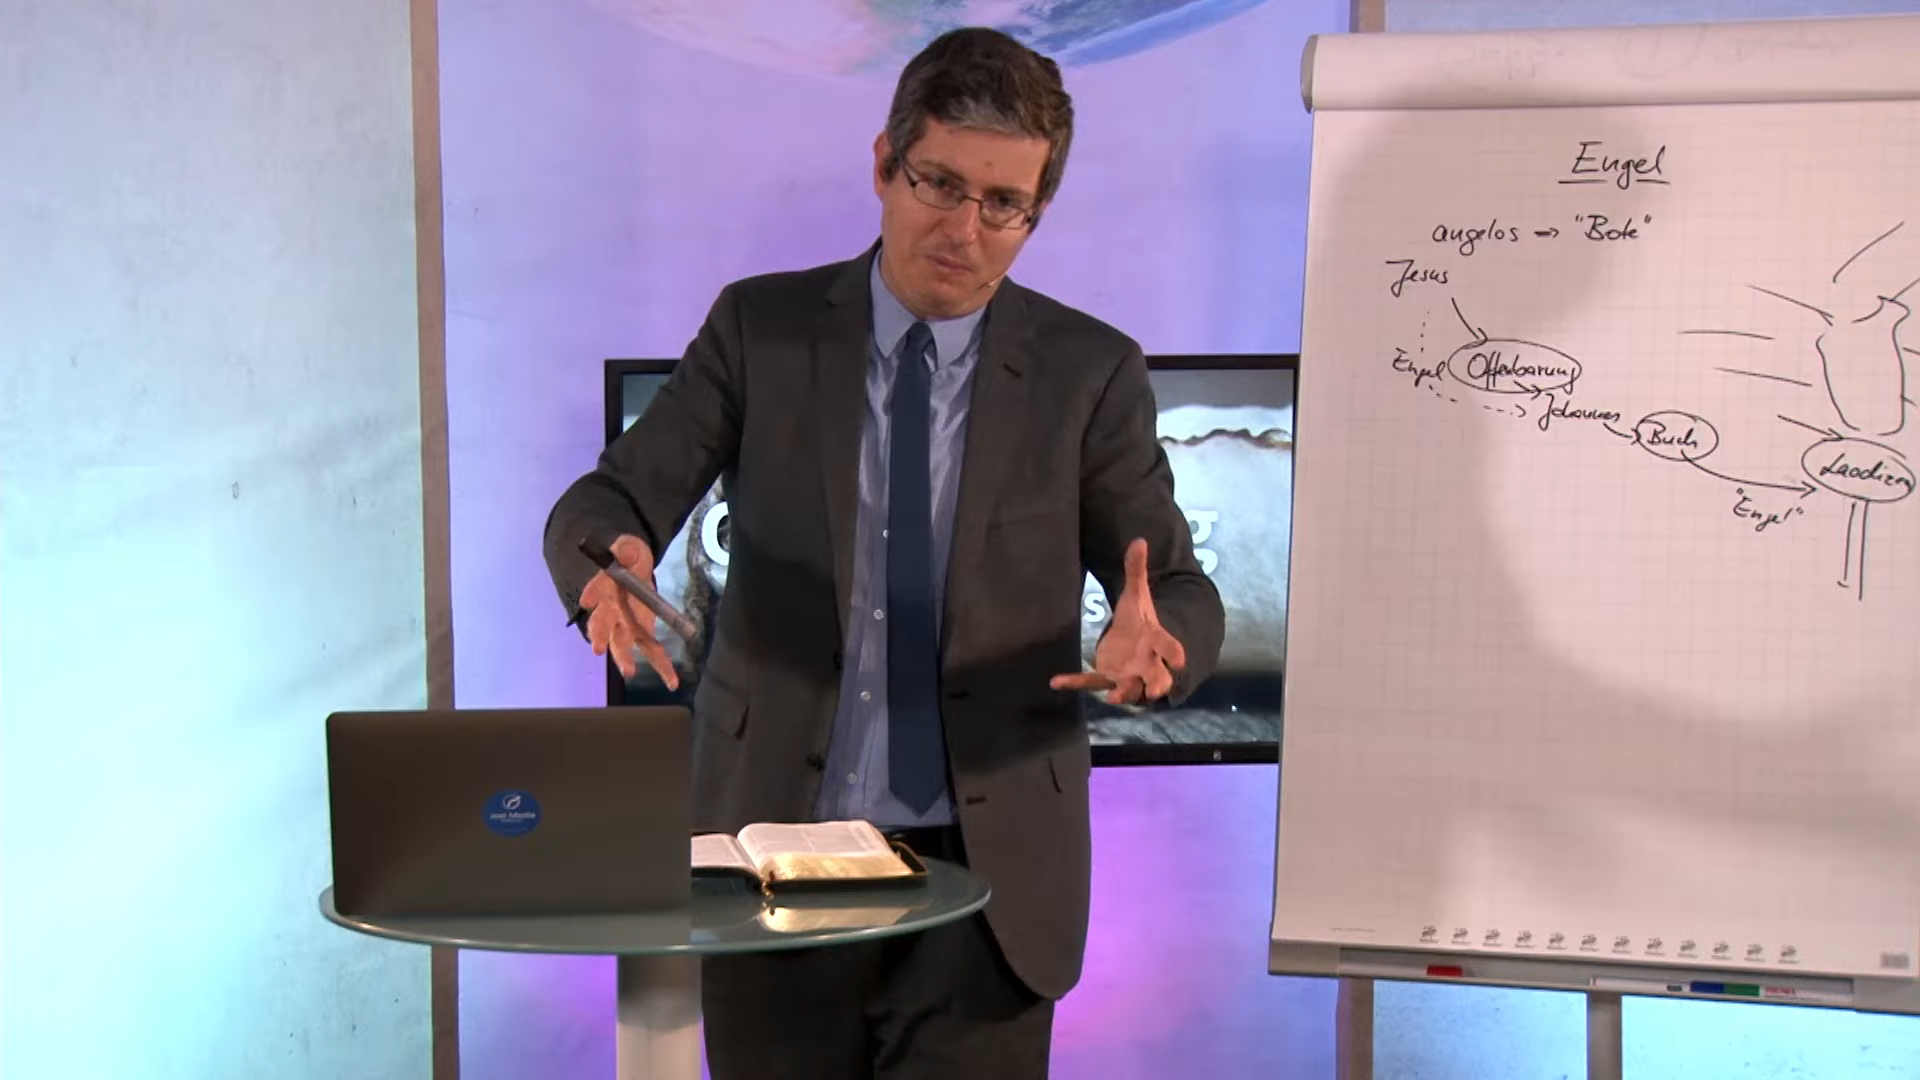 Engel
angelos → "Bote"
Jesus
Engel
Offenbarung
Johannes
Buch
Laodizea
"Engel"
g
s